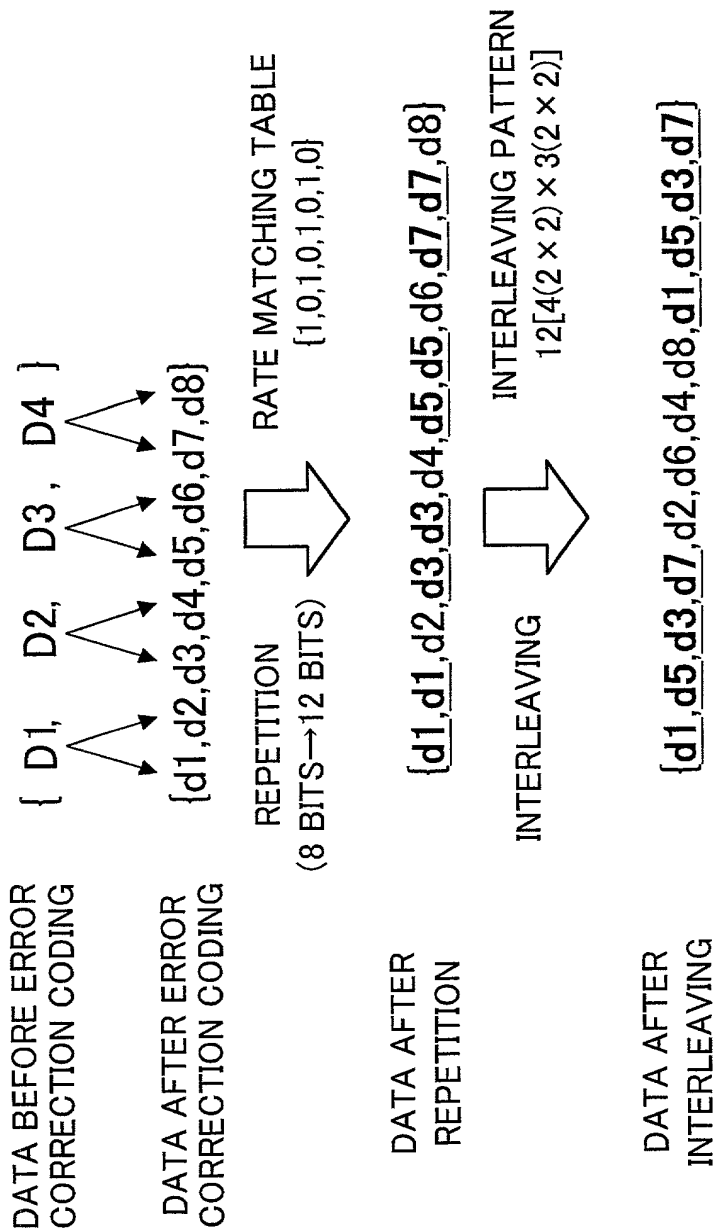 DATA BEFORE ERROR
CORRECTION CODING
{ D1, D2, D3 , D4 }
DATA AFTER ERROR
CORRECTION CODING
{d1,d2,d3,d4,d5,d6,d7,d8}
REPETITION
(8 BITS→12 BITS)
RATE MATCHING TABLE
{1,0,1,0,1,0,1,0}
DATA AFTER
REPETITION
{d1,d1,d2,d3,d3,d4,d5,d5,d6,d7,d7,d8}
INTERLEAVING
INTERLEAVING PATTERN
12[4(2×2)×3(2×2)]
DATA AFTER
INTERLEAVING
{d1,d5,d3,d7,d2,d6,d4,d8,d1,d5,d3,d7}